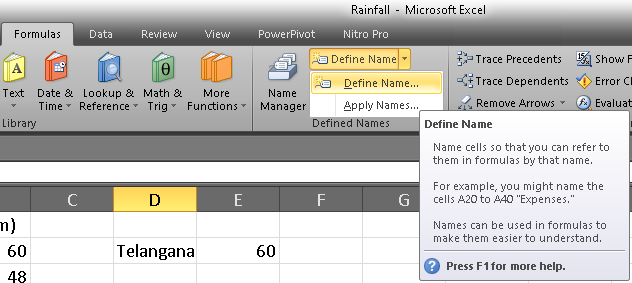 Rainfall - Microsoft Excel
Formulas Data Review View PowerPivot Nitro Pro
Text Date & Time Lookup & Reference Math & Trig More Functions
Library
Name Manager
Define Name
Define Name...
Apply Names...
Defined Names
Trace Precedents
Trace Dependents
Remove Arrows
Show F
Error C
Evaluat
Define Name
Name cells so that you can refer to
them in formulas by that name.
For example, you might name the
cells A20 to A40 "Expenses."
Names can be used in formulas to
make them easier to understand.
Press F1 for more help.
C D E F G
m)
60 Telangana 60
48